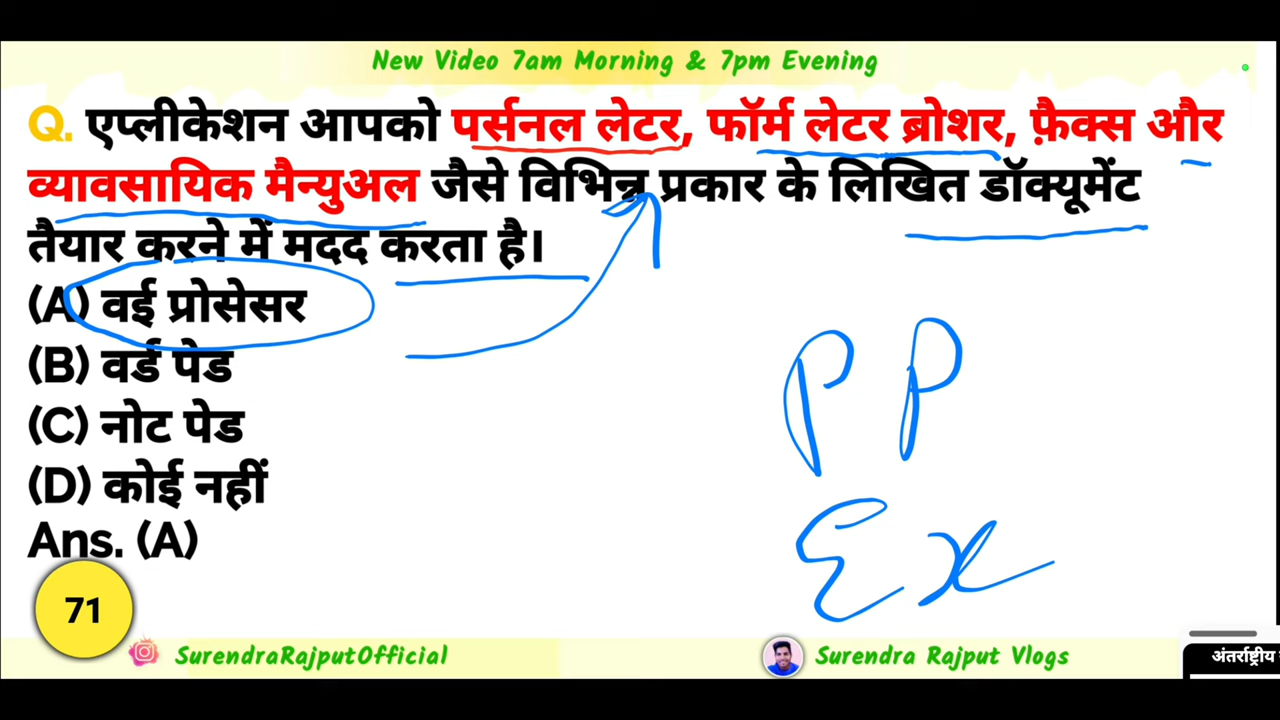 New Video 7am Morning & 7pm Evening
Q. एप्लीकेशन आपको पर्सनल लेटर, फॉर्म लेटर ब्रोशर, फ़ैक्स और
व्यावसायिक मैन्युअल जैसे विभिन्न प्रकार के लिखित डॉक्यूमेंट
तैयार करने में मदद करता है।
(A) वई प्रोसेसर
(B) वर्ड पेड
(C) नोट पेड
(D) कोई नहीं
Ans. (A)
PP
Ex
71
SurendraRajputOfficial
Surendra Rajput Vlogs
अंतर्राष्ट्रीय